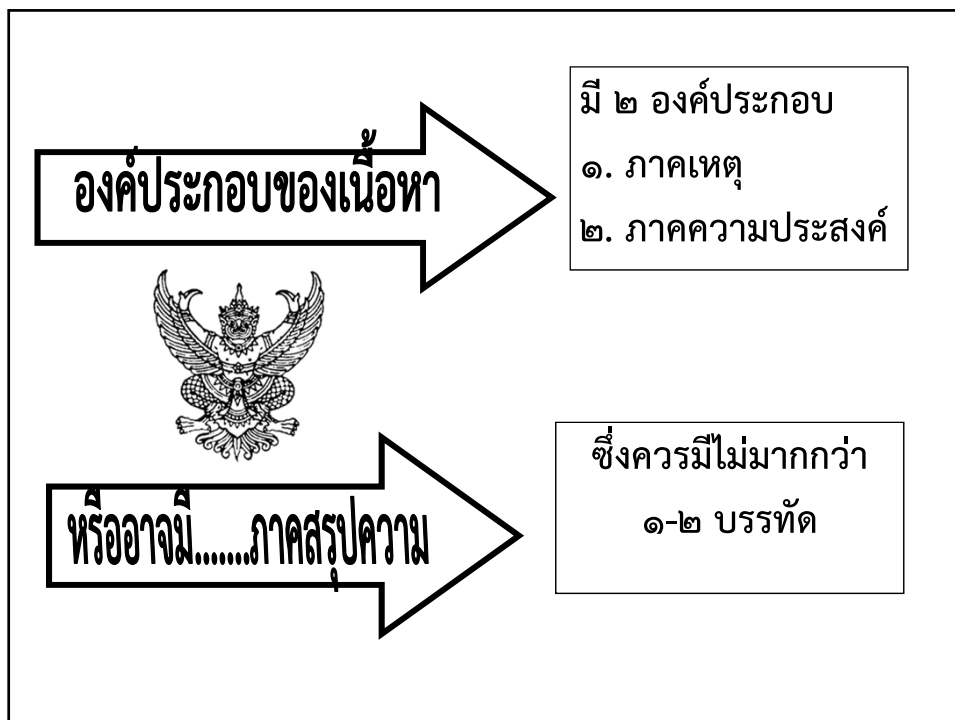 องค์ประกอบของเนื้อหา
มี ๒ องค์ประกอบ
๑. ภาคเหตุ
๒. ภาคความประสงค์
หรืออาจมี.......ภาคสรุปความ
ซึ่งควรมีไม่มากกว่า
๑-๒ บรรทัด